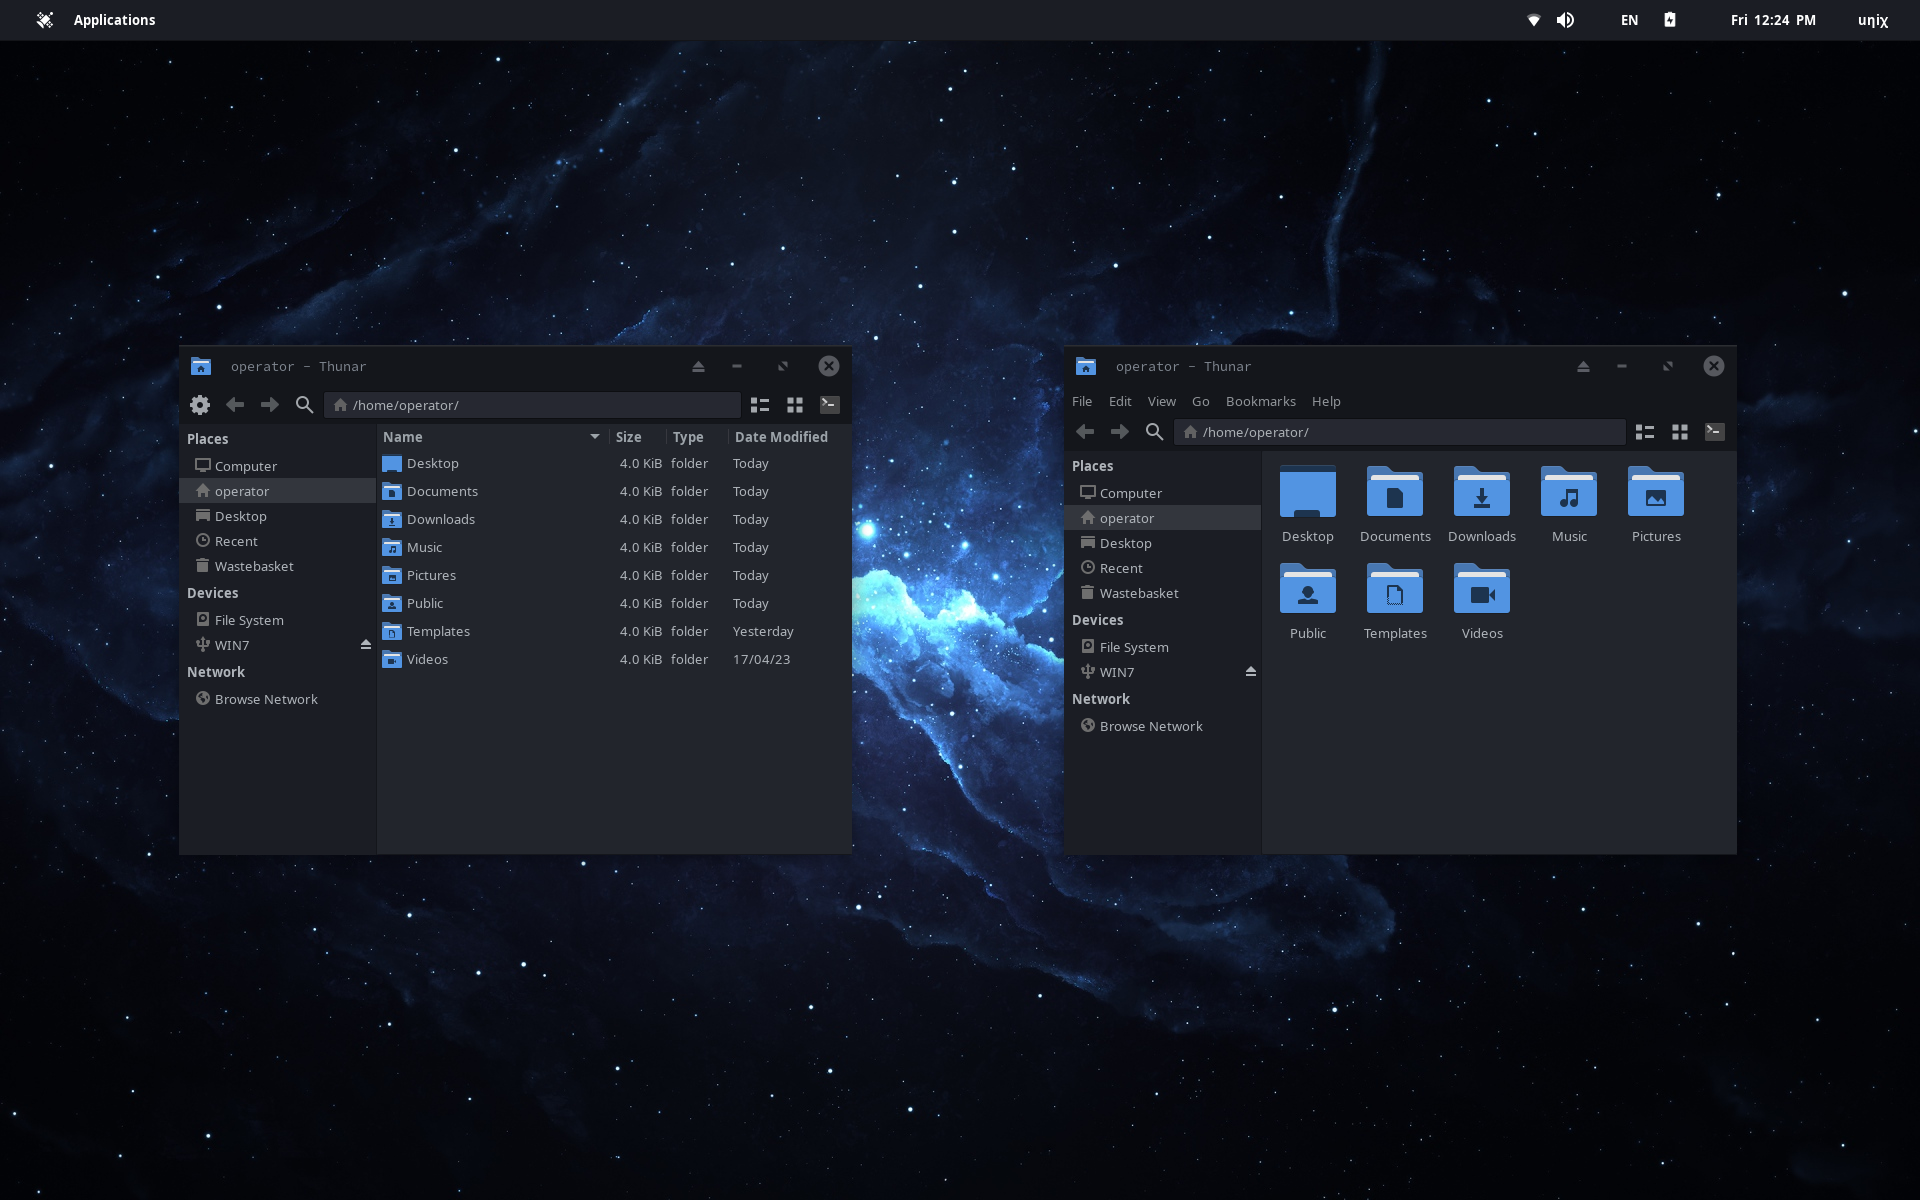 Applications
EN
Fri 12:24 PM
uηiχ
operator - Thunar
/home/operator/
Places
Computer
operator
Desktop
Recent
Wastebasket
Devices
File System
WIN7
Network
Browse Network
Name Size Type Date Modified
Desktop 4.0 KiB folder Today
Documents 4.0 KiB folder Today
Downloads 4.0 KiB folder Today
Music 4.0 KiB folder Today
Pictures 4.0 KiB folder Today
Public 4.0 KiB folder Today
Templates 4.0 KiB folder Yesterday
Videos 4.0 KiB folder 17/04/23
operator - Thunar
File Edit View Go Bookmarks Help
/home/operator/
Places
Computer
operator
Desktop
Recent
Wastebasket
Devices
File System
WIN7
Network
Browse Network
Desktop Documents Downloads Music Pictures
Public Templates Videos